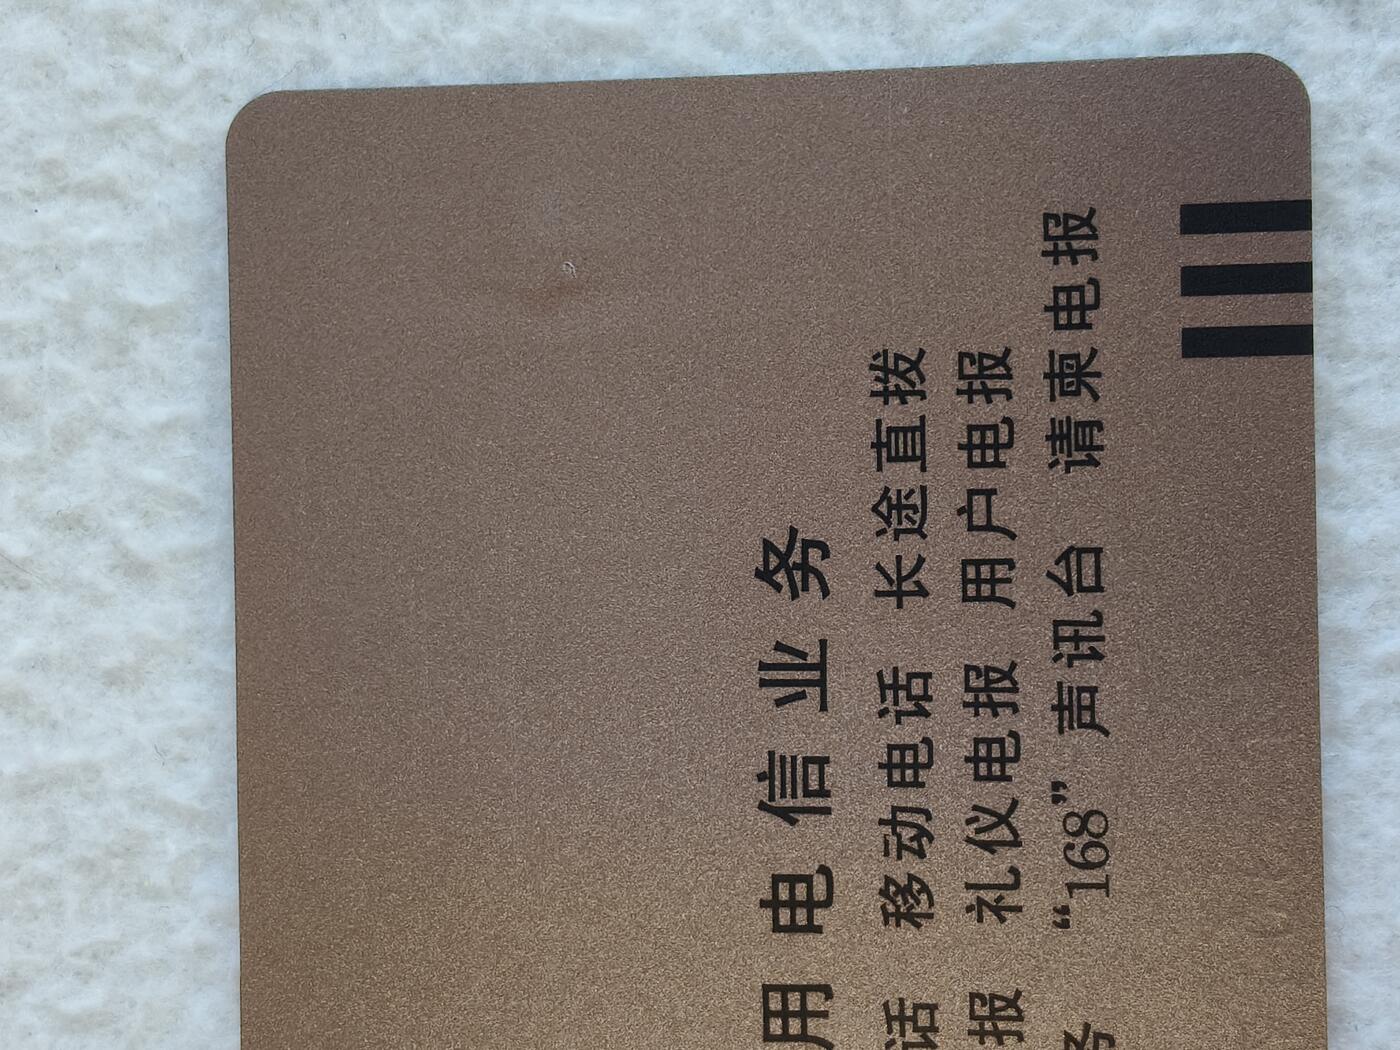 用电信业务
话 移动电话 长途直拨
报 礼仪电报 用户电报
务 “168”声讯台 请柬电报